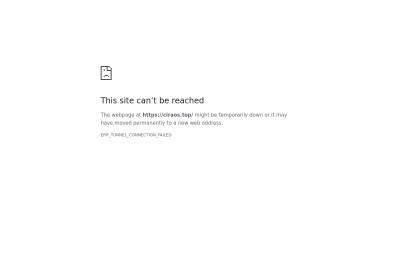 This site can’t be reached
The webpage at https://ciraos.top/ might be temporarily down or it may
have moved permanently to a new web address.
ERR_TUNNEL_CONNECTION_FAILED